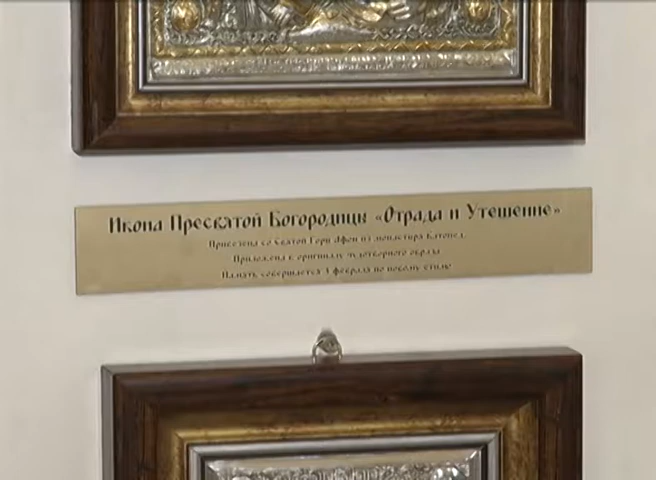 Икона Пресвятой Богородицы «Отрада и Утешение»
Привезена со Святой Горы Афон из монастыря Ватопед.
Приложена к оригиналу чудотворного образа
Память совершается 3 февраля по новому стилю